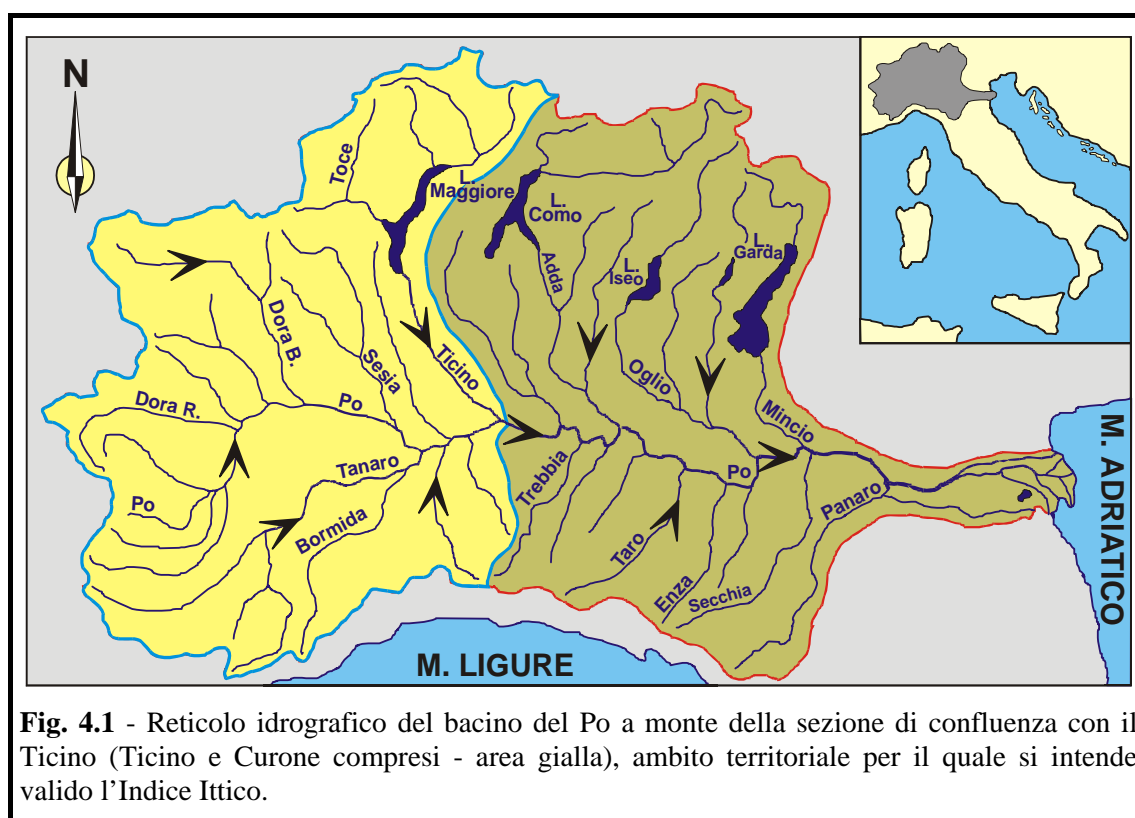 N
Toce
L.
Maggiore
L.
Como
L.
Iseo
L.
Garda
Adda
Dora B.
Sesia
Ticino
Oglio
Mincio
Dora R.
Po
Tanaro
Po
Bormida
Trebbia
Po
Panaro
Taro
Enza
Secchia
M. LIGURE
M. ADRIATICO
Fig. 4.1 - Reticolo idrografico del bacino del Po a monte della sezione di confluenza con il
Ticino (Ticino e Curone compresi - area gialla), ambito territoriale per il quale si intende
valido l’Indice Ittico.